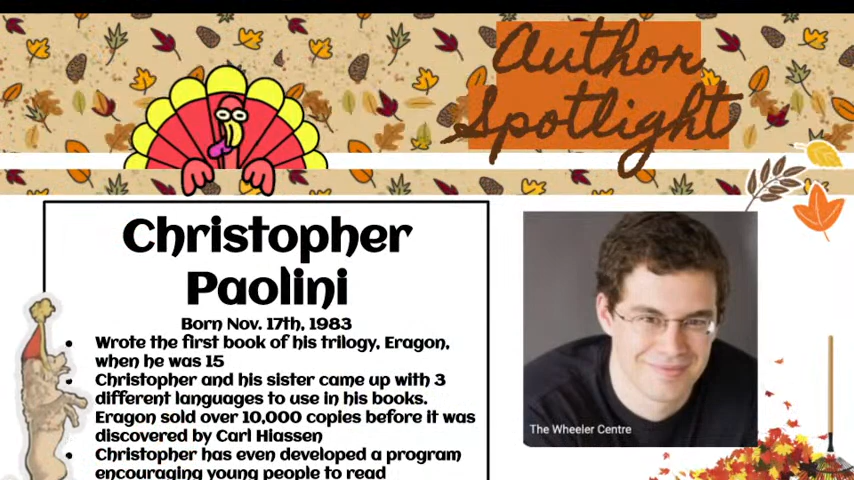 Author
Spotlight
Christopher
Paolini
Born Nov. 17th, 1983
Wrote the first book of his trilogy, Eragon,
when he was 15
Christopher and his sister came up with 3
different languages to use in his books.
Eragon sold over 10,000 copies before it was
discovered by Carl Hiassen
Christopher has even developed a program
encouraging young people to read
The Wheeler Centre